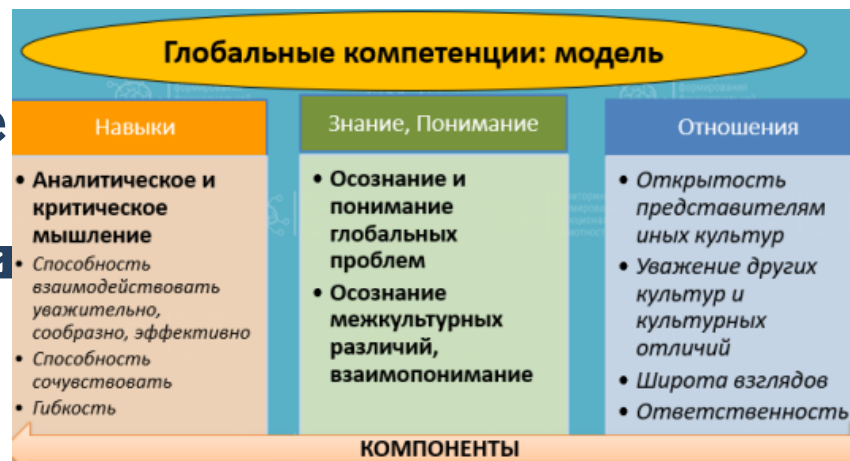 Глобальные компетенции: модель
Навыки
• Аналитическое и
критическое
мышление
• Способность
взаимодействовать
уважительно,
сообразно, эффективно
• Способность
сочувствовать
• Гибкость
Знание, Понимание
• Осознание и
понимание
глобальных
проблем
• Осознание
межкультурных
различий,
взаимопонимание
Отношения
• Открытость
представителям
иных культур
• Уважение других
культур и
культурных
отличий
• Широта взглядов
• Ответственность
КОМПОНЕНТЫ